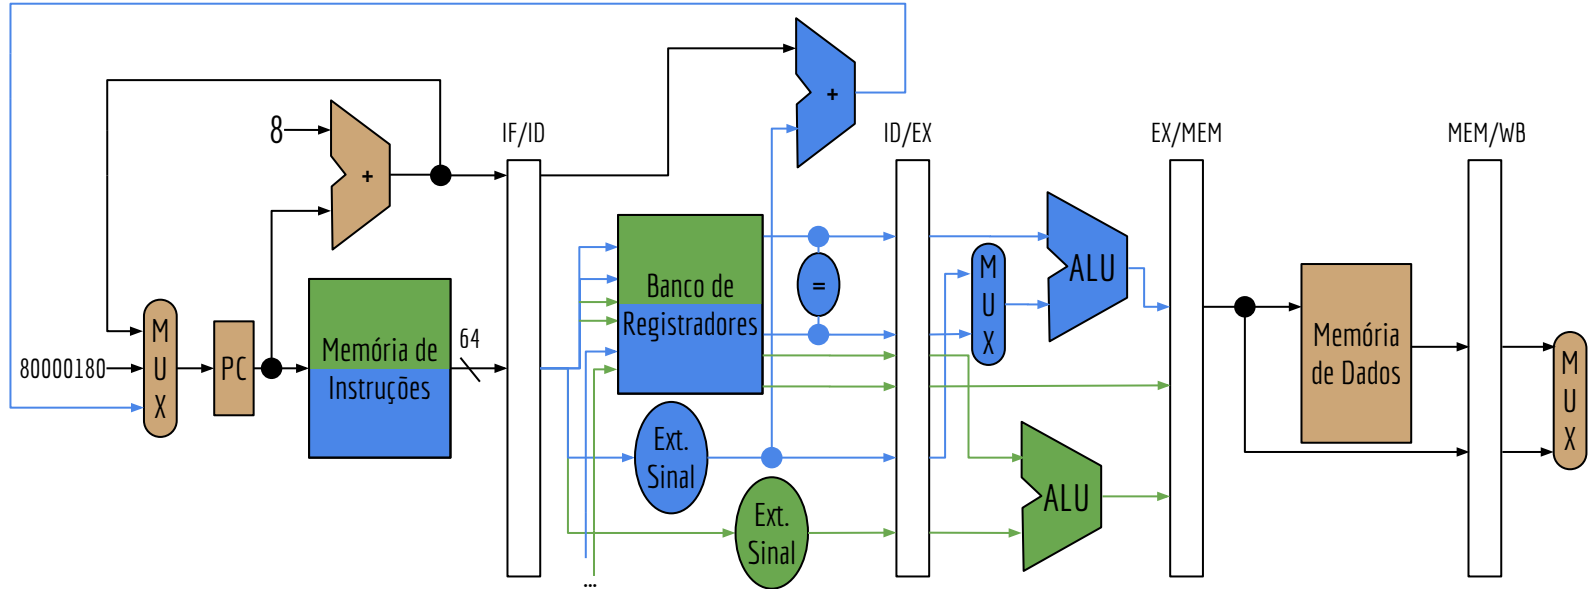 8
+
M
U
X
80000180
PC
Memória de
Instruções
64
IF/ID
+
Banco de
Registradores
=
Ext.
Sinal
Ext.
Sinal
...
ID/EX
M
U
X
ALU
ALU
EX/MEM
Memória
de Dados
MEM/WB
M
U
X